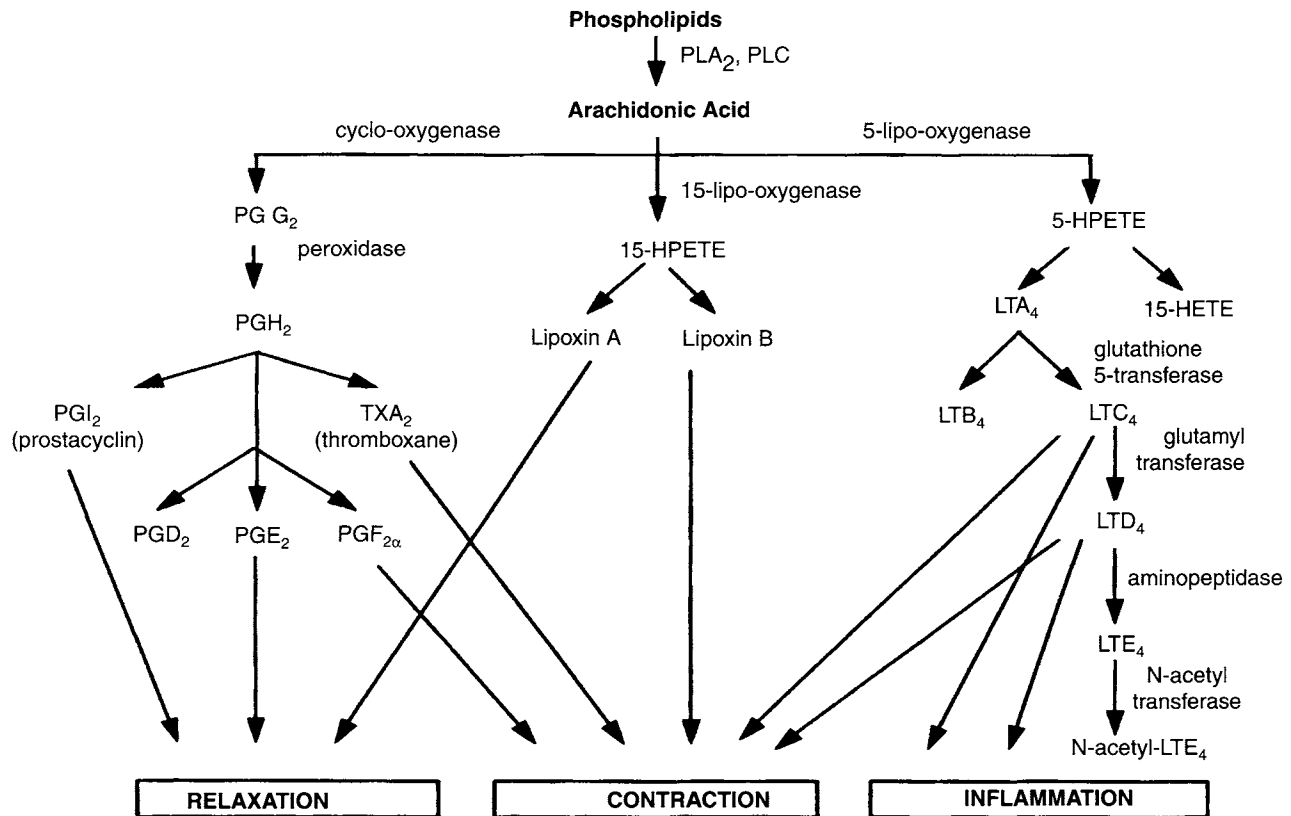 Phospholipids
PLA2, PLC
Arachidonic Acid
cyclo-oxygenase
5-lipo-oxygenase
15-lipo-oxygenase
PG G2
5-HPETE
peroxidase
15-HPETE
LTA4
15-HETE
PGH2
Lipoxin A
Lipoxin B
glutathione
5-transferase
PGI2
(prostacyclin)
TXA2
(thromboxane)
LTB4
LTC4
glutamyl
transferase
PGD2
PGE2
PGF2α
LTD4
aminopeptidase
LTE4
N-acetyl
transferase
N-acetyl-LTE4
RELAXATION
CONTRACTION
INFLAMMATION